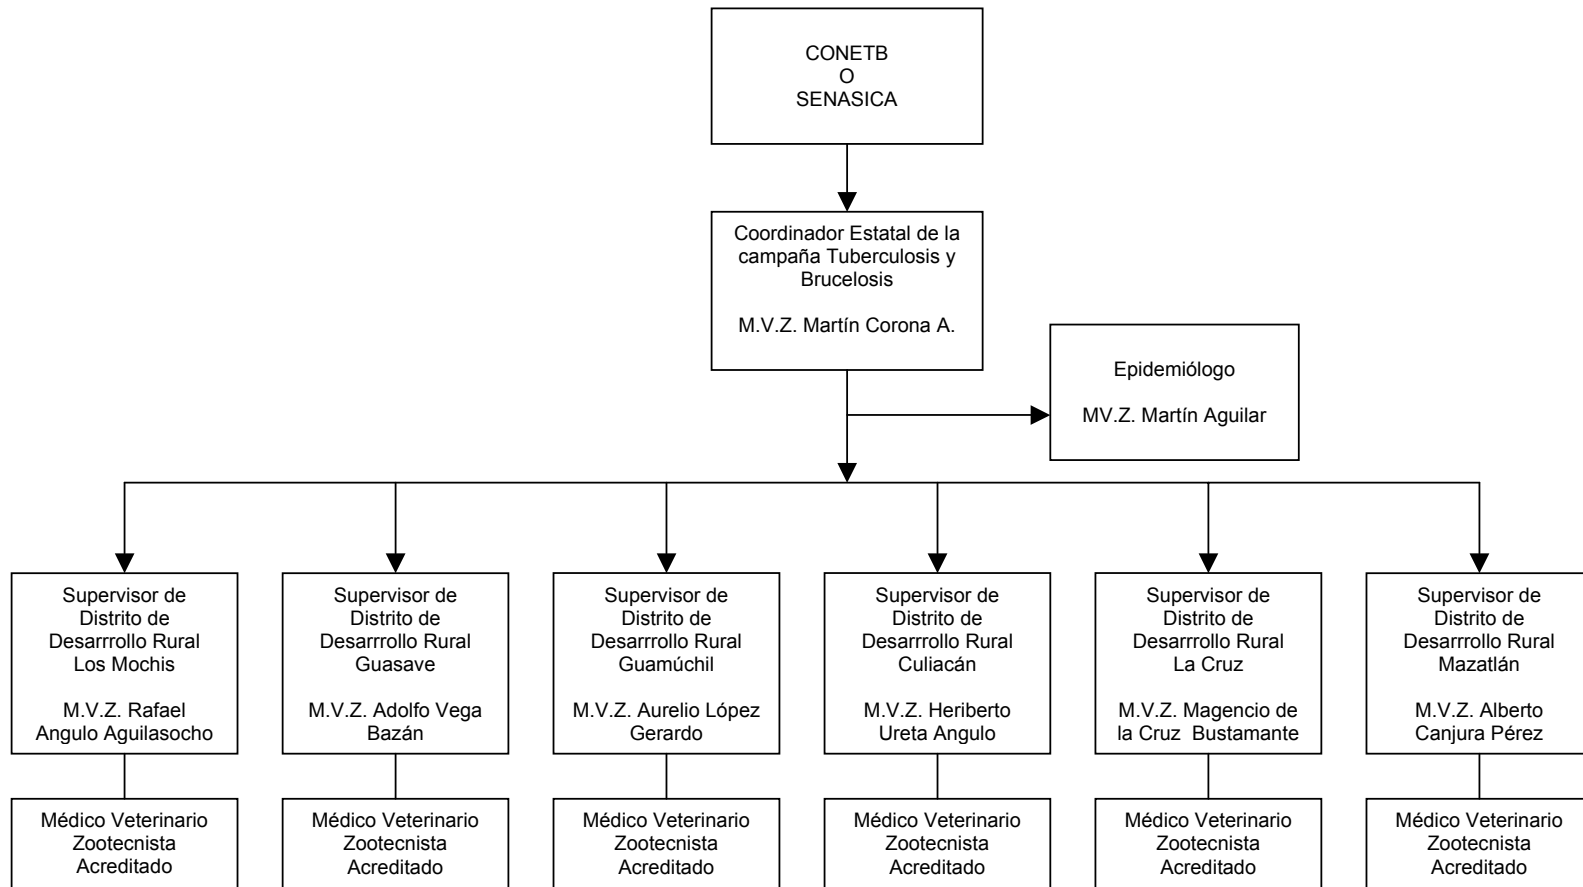 CONETB
O
SENASICA
Coordinador Estatal de la
campaña Tuberculosis y
Brucelosis
M.V.Z. Martín Corona A.
Epidemiólogo
MV.Z. Martín Aguilar
Supervisor de
Distrito de
Desarrrollo Rural
Los Mochis
M.V.Z. Rafael
Angulo Aguilasocho
Supervisor de
Distrito de
Desarrrollo Rural
Guasave
M.V.Z. Adolfo Vega
Bazán
Supervisor de
Distrito de
Desarrrollo Rural
Guamúchil
M.V.Z. Aurelio López
Gerardo
Supervisor de
Distrito de
Desarrrollo Rural
Culiacán
M.V.Z. Heriberto
Ureta Angulo
Supervisor de
Distrito de
Desarrrollo Rural
La Cruz
M.V.Z. Magencio de
la Cruz Bustamante
Supervisor de
Distrito de
Desarrrollo Rural
Mazatlán
M.V.Z. Alberto
Canjura Pérez
Médico Veterinario
Zootecnista
Acreditado
Médico Veterinario
Zootecnista
Acreditado
Médico Veterinario
Zootecnista
Acreditado
Médico Veterinario
Zootecnista
Acreditado
Médico Veterinario
Zootecnista
Acreditado
Médico Veterinario
Zootecnista
Acreditado